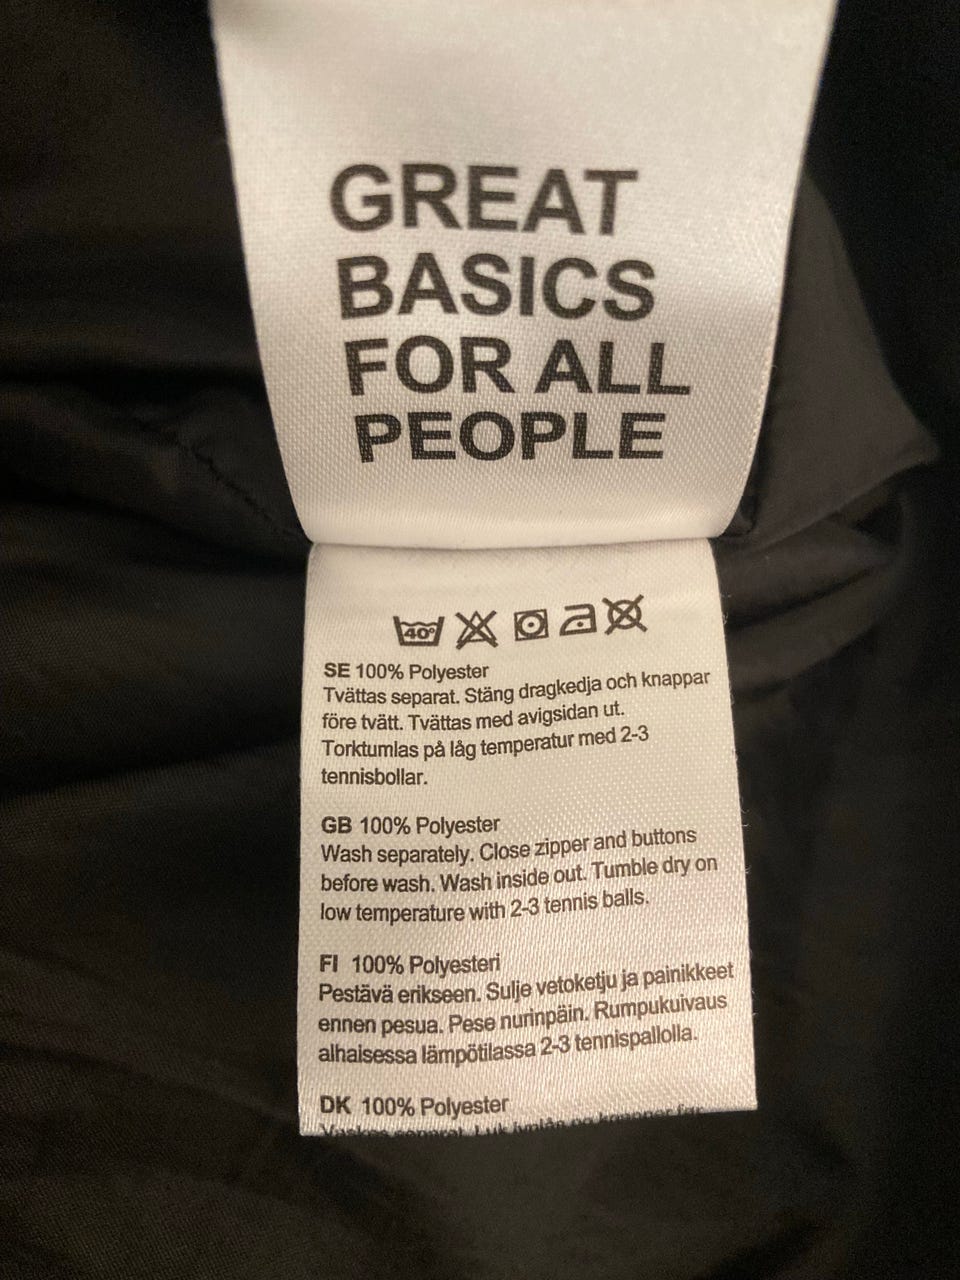 GREAT
BASICS
FOR ALL
PEOPLE
40°
SE 100% Polyester
Tvättas separat. Stäng dragkedja och knappar
före tvätt. Tvättas med avigsidan ut.
Torktumlas på låg temperatur med 2-3
tennisbollar.
GB 100% Polyester
Wash separately. Close zipper and buttons
before wash. Wash inside out. Tumble dry on
low temperature with 2-3 tennis balls.
FI 100% Polyesteri
Pestävä erikseen. Sulje vetoketju ja painikkeet
ennen pesua. Pese nurinpäin. Rumpukuivaus
alhaisessa lämpötilassa 2-3 tennispallolla.
DK 100% Polyester